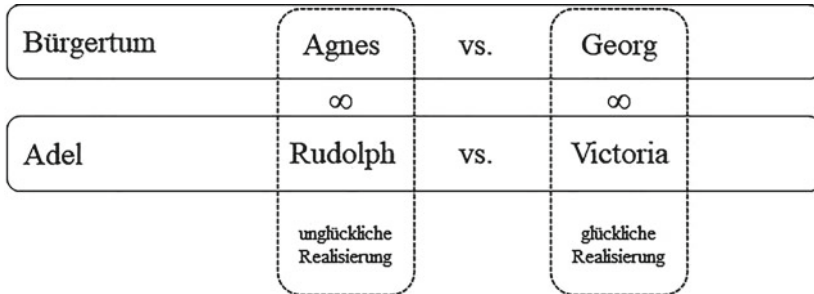 Bürgertum Agnes vs. Georg
∞ ∞
Adel Rudolph vs. Victoria
unglückliche glückliche
Realisierung Realisierung